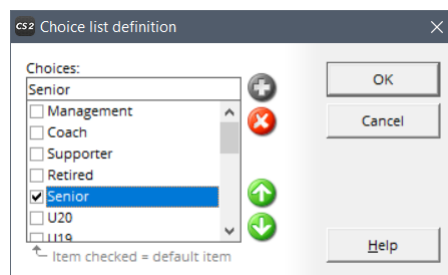 CS2 Choice list definition
Choices:
Senior
Management
Coach
Supporter
Retired
Senior
U20
U19
Item checked = default item
OK
Cancel
Help